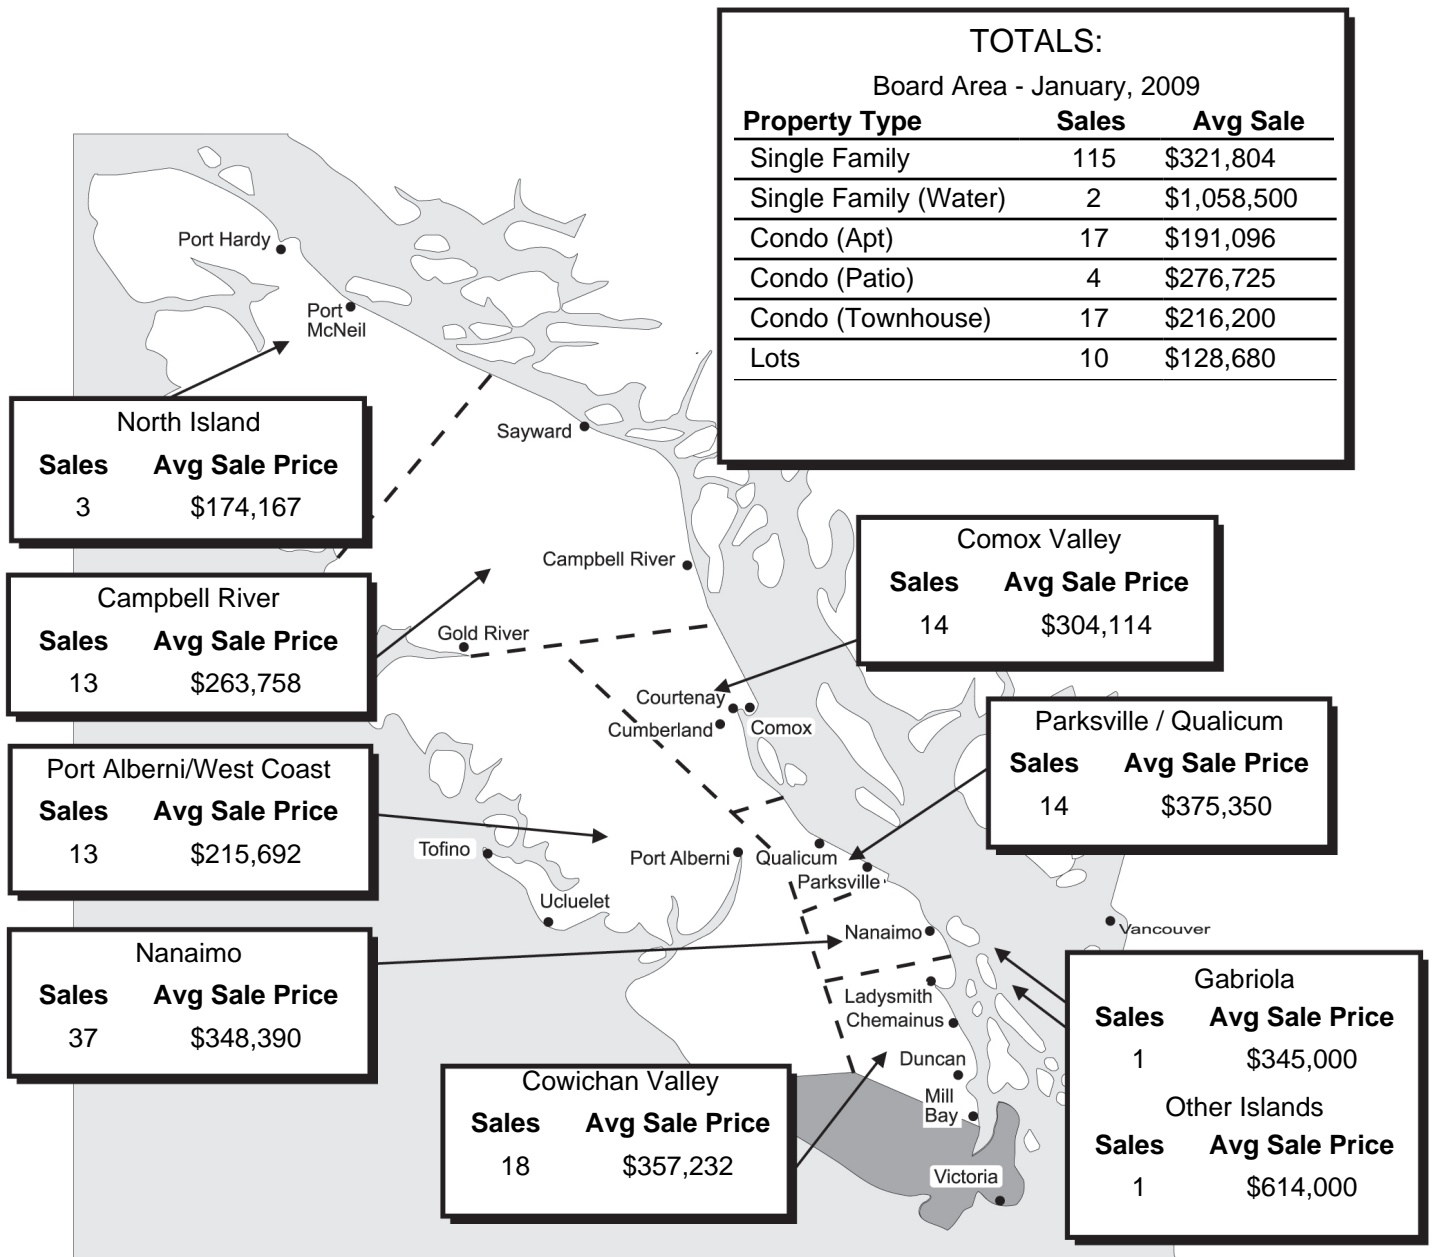 TOTALS:
Board Area - January, 2009
Property Type Sales Avg Sale
Single Family 115 $321,804
Single Family (Water) 2 $1,058,500
Condo (Apt) 17 $191,096
Condo (Patio) 4 $276,725
Condo (Townhouse) 17 $216,200
Lots 10 $128,680
Port Hardy
Port
McNeil
North Island
Sales Avg Sale Price
3 $174,167
Sayward
Campbell River
Comox Valley
Sales Avg Sale Price
14 $304,114
Campbell River
Sales Avg Sale Price
13 $263,758
Gold River
Courtenay
Cumberland
Comox
Parksville / Qualicum
Sales Avg Sale Price
14 $375,350
Port Alberni/West Coast
Sales Avg Sale Price
13 $215,692
Tofino
Port Alberni
Qualicum
Parksville
Ucluelet
Nanaimo
Vancouver
Nanaimo
Sales Avg Sale Price
37 $348,390
Ladysmith
Chemainus
Duncan
Mill
Bay
Victoria
Gabriola
Sales Avg Sale Price
1 $345,000
Other Islands
Sales Avg Sale Price
1 $614,000
Cowichan Valley
Sales Avg Sale Price
18 $357,232